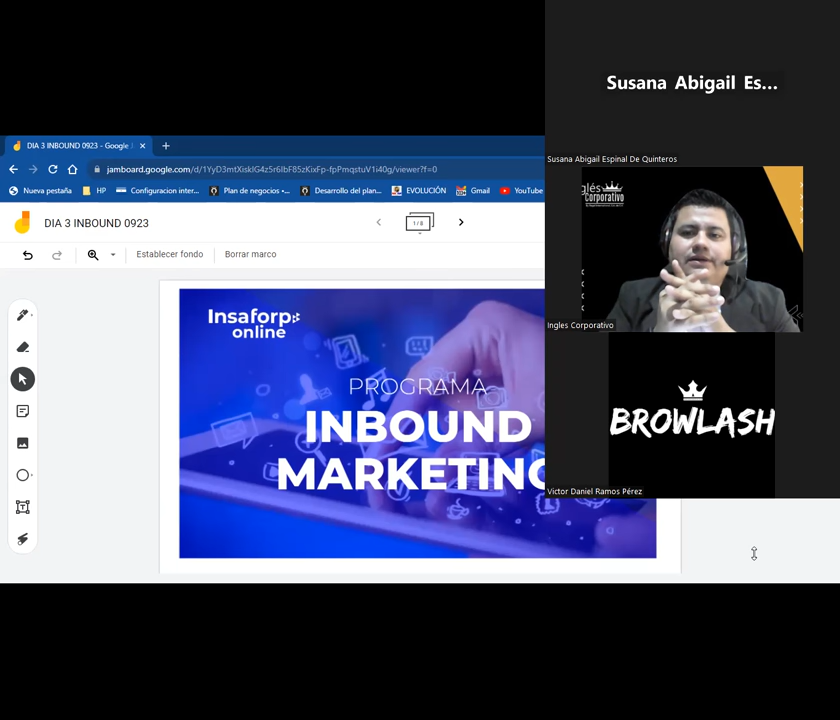 Susana Abigail Es...
Susana Abigail Espinal De Quinteros
DIA 3 INBOUND 0923 - Google J
jamboard.google.com/d/1YyD3mtXiskIG4z5r6IbF85zKixFp-fpPmqstuV1i40g/viewer?f=0
Nueva pestaña
HP
Configuracion inter...
Plan de negocios •...
Desarrollo del plan...
EVOLUCIÓN
Gmail
YouTube
glés
Corporativo
DIA 3 INBOUND 0923
1 / 8
Establecer fondo
Borrar marco
Insaforp
online
PROGRAMA
INBOUND
MARKETING
Ingles Corporativo
BROWLASH
Victor Daniel Ramos Pérez